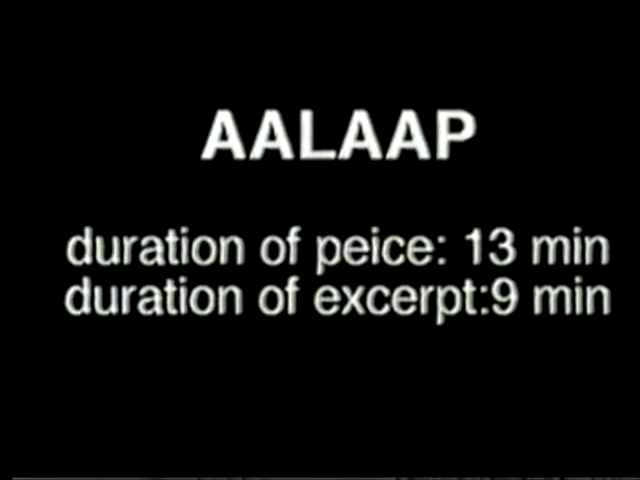 AALAAP
duration of peice: 13 min
duration of excerpt:9 min